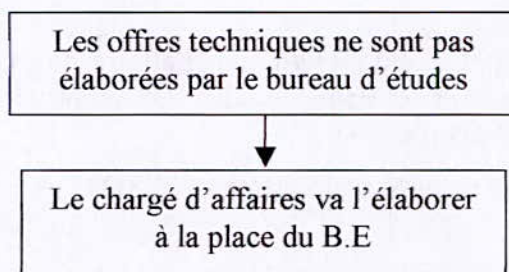 Les offres techniques ne sont pas
élaborées par le bureau d’études
Le chargé d’affaires va l’élaborer
à la place du B.E